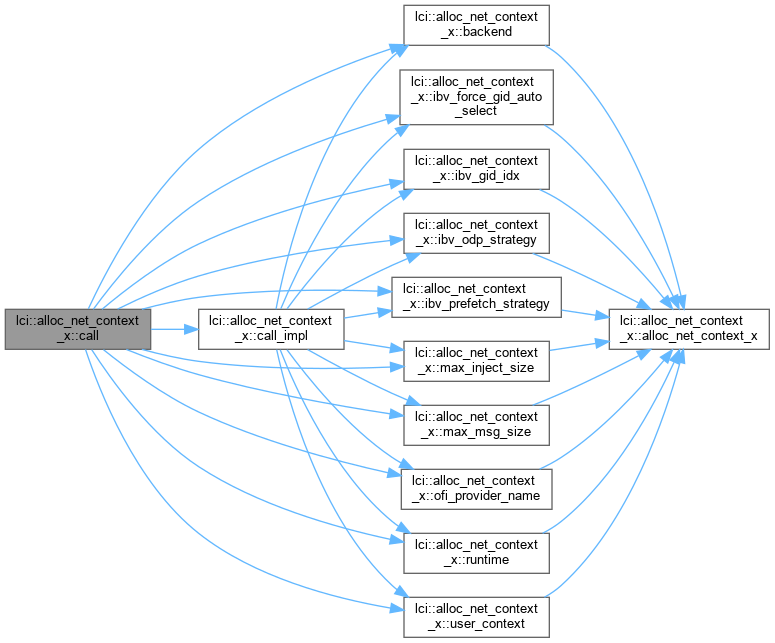 lci::alloc_net_context
_x::call
lci::alloc_net_context
_x::call_impl
lci::alloc_net_context
_x::backend
lci::alloc_net_context
_x::ibv_force_gid_auto
_select
lci::alloc_net_context
_x::ibv_gid_idx
lci::alloc_net_context
_x::ibv_odp_strategy
lci::alloc_net_context
_x::ibv_prefetch_strategy
lci::alloc_net_context
_x::max_inject_size
lci::alloc_net_context
_x::max_msg_size
lci::alloc_net_context
_x::ofi_provider_name
lci::alloc_net_context
_x::runtime
lci::alloc_net_context
_x::user_context
lci::alloc_net_context
_x::alloc_net_context_x